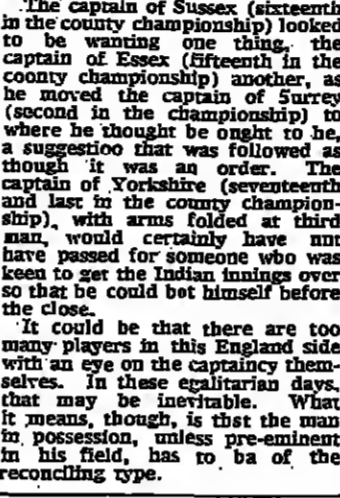 The captain of Sussex (sixteenth
in the county championship) looked
to be wanting one thing, the
captain of Essex (fifteenth in the
county championship) another, as
he moved the captain of Surrey
(second in the championship) to
where he thought he ought to be,
a suggestion that was followed as
though it was an order. The
captain of Yorkshire (seventeenth
and last in the county champion-
ship), with arms folded at third
man, would certainly have not
have passed for someone who was
keen to get the Indian innings over
so that he could bat himself before
the close.
It could be that there are too
many players in this England side
with an eye on the captaincy them-
selves. In these egalitarian days,
that may be inevitable. What
it means, though, is that the man
in possession, unless pre-eminent
in his field, has to be of the
reconciling type.